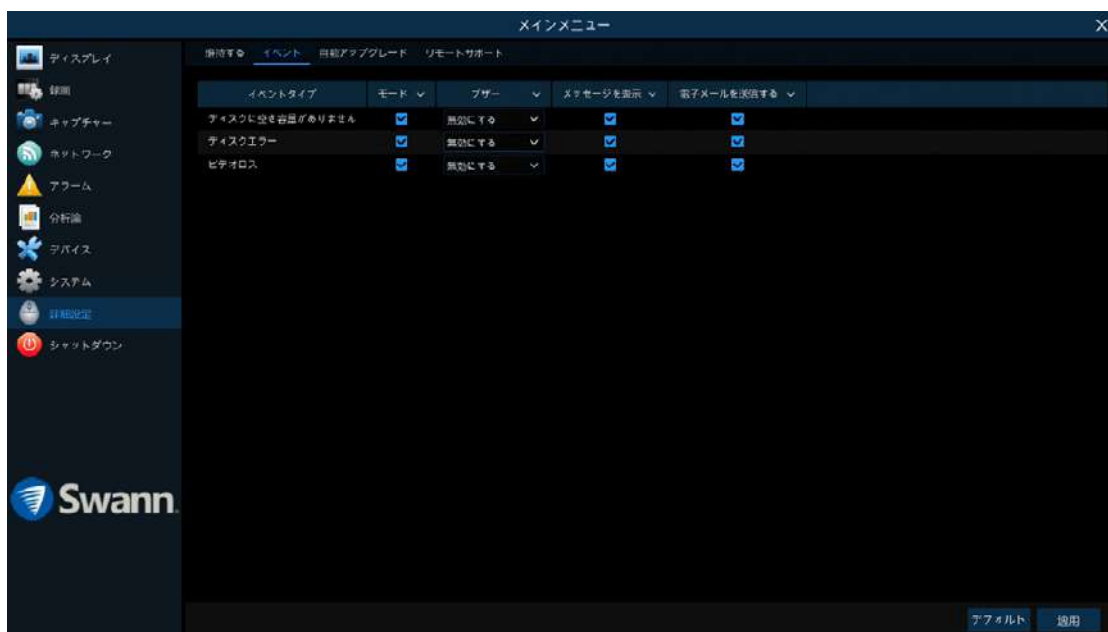 メインメニュー X
維持する イベント 自動アップグレード リモートサポート
ディスプレイ
録画
キャプチャー
ネットワーク
アラーム
分析論
デバイス
システム
詳細設定
シャットダウン
イベントタイプ モード ブザー メッセージを表示 電子メールを送信する
ディスクに空き容量がありません 無効にする
ディスクエラー 無効にする
ビデオロス 無効にする
Swann
デフォルト 適用